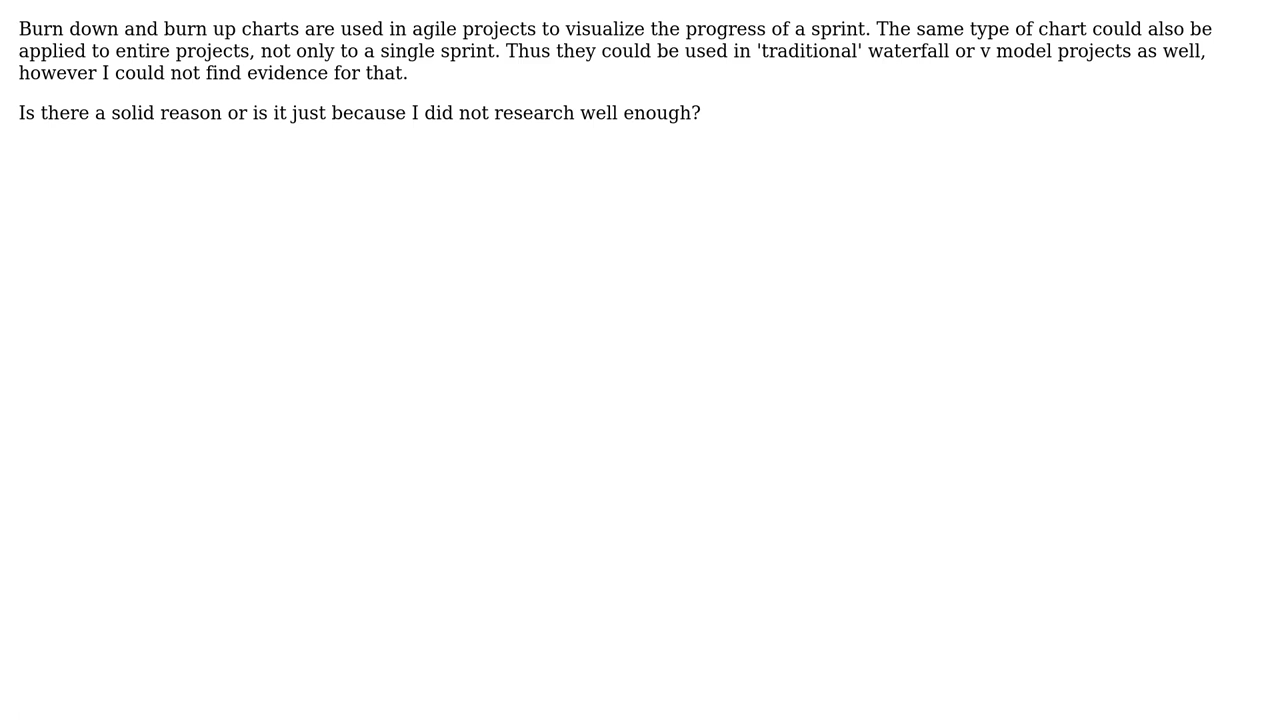 Burn down and burn up charts are used in agile projects to visualize the progress of a sprint. The same type of chart could also be
applied to entire projects, not only to a single sprint. Thus they could be used in 'traditional' waterfall or v model projects as well,
however I could not find evidence for that.
Is there a solid reason or is it just because I did not research well enough?